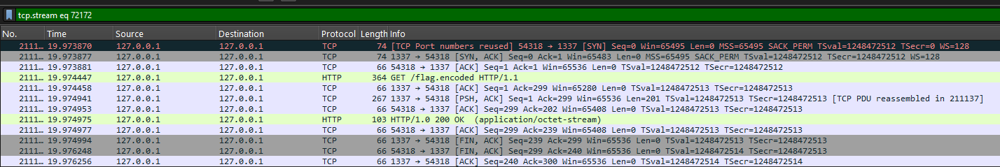 tcp.stream eq 72172
No. Time Source Destination Protocol Length Info
2111… 19.973870 127.0.0.1 127.0.0.1 TCP 74 [TCP Port numbers reused] 54318 → 1337 [SYN] Seq=0 Win=65495 Len=0 MSS=65495 SACK_PERM TSval=1248472512 TSecr=0 WS=128
2111… 19.973877 127.0.0.1 127.0.0.1 TCP 74 1337 → 54318 [SYN, ACK] Seq=0 Ack=1 Win=65483 Len=0 MSS=65495 SACK_PERM TSval=1248472512 TSecr=1248472512 WS=128
2111… 19.973881 127.0.0.1 127.0.0.1 TCP 66 54318 → 1337 [ACK] Seq=1 Ack=1 Win=65536 Len=0 TSval=1248472512 TSecr=1248472512
2111… 19.974447 127.0.0.1 127.0.0.1 HTTP 364 GET /flag.encoded HTTP/1.1
2111… 19.974458 127.0.0.1 127.0.0.1 TCP 66 1337 → 54318 [ACK] Seq=1 Ack=299 Win=65280 Len=0 TSval=1248472513 TSecr=1248472513
2111… 19.974941 127.0.0.1 127.0.0.1 TCP 267 1337 → 54318 [PSH, ACK] Seq=1 Ack=299 Win=65536 Len=201 TSval=1248472513 TSecr=1248472513 [TCP PDU reassembled in 211137]
2111… 19.974953 127.0.0.1 127.0.0.1 TCP 66 54318 → 1337 [ACK] Seq=299 Ack=202 Win=65408 Len=0 TSval=1248472513 TSecr=1248472513
2111… 19.974975 127.0.0.1 127.0.0.1 HTTP 103 HTTP/1.0 200 OK (application/octet-stream)
2111… 19.974977 127.0.0.1 127.0.0.1 TCP 66 54318 → 1337 [ACK] Seq=299 Ack=239 Win=65408 Len=0 TSval=1248472513 TSecr=1248472513
2111… 19.974994 127.0.0.1 127.0.0.1 TCP 66 1337 → 54318 [FIN, ACK] Seq=239 Ack=299 Win=65536 Len=0 TSval=1248472513 TSecr=1248472513
2111… 19.976248 127.0.0.1 127.0.0.1 TCP 66 54318 → 1337 [FIN, ACK] Seq=299 Ack=240 Win=65536 Len=0 TSval=1248472514 TSecr=1248472513
2111… 19.976256 127.0.0.1 127.0.0.1 TCP 66 1337 → 54318 [ACK] Seq=240 Ack=300 Win=65536 Len=0 TSval=1248472514 TSecr=1248472514